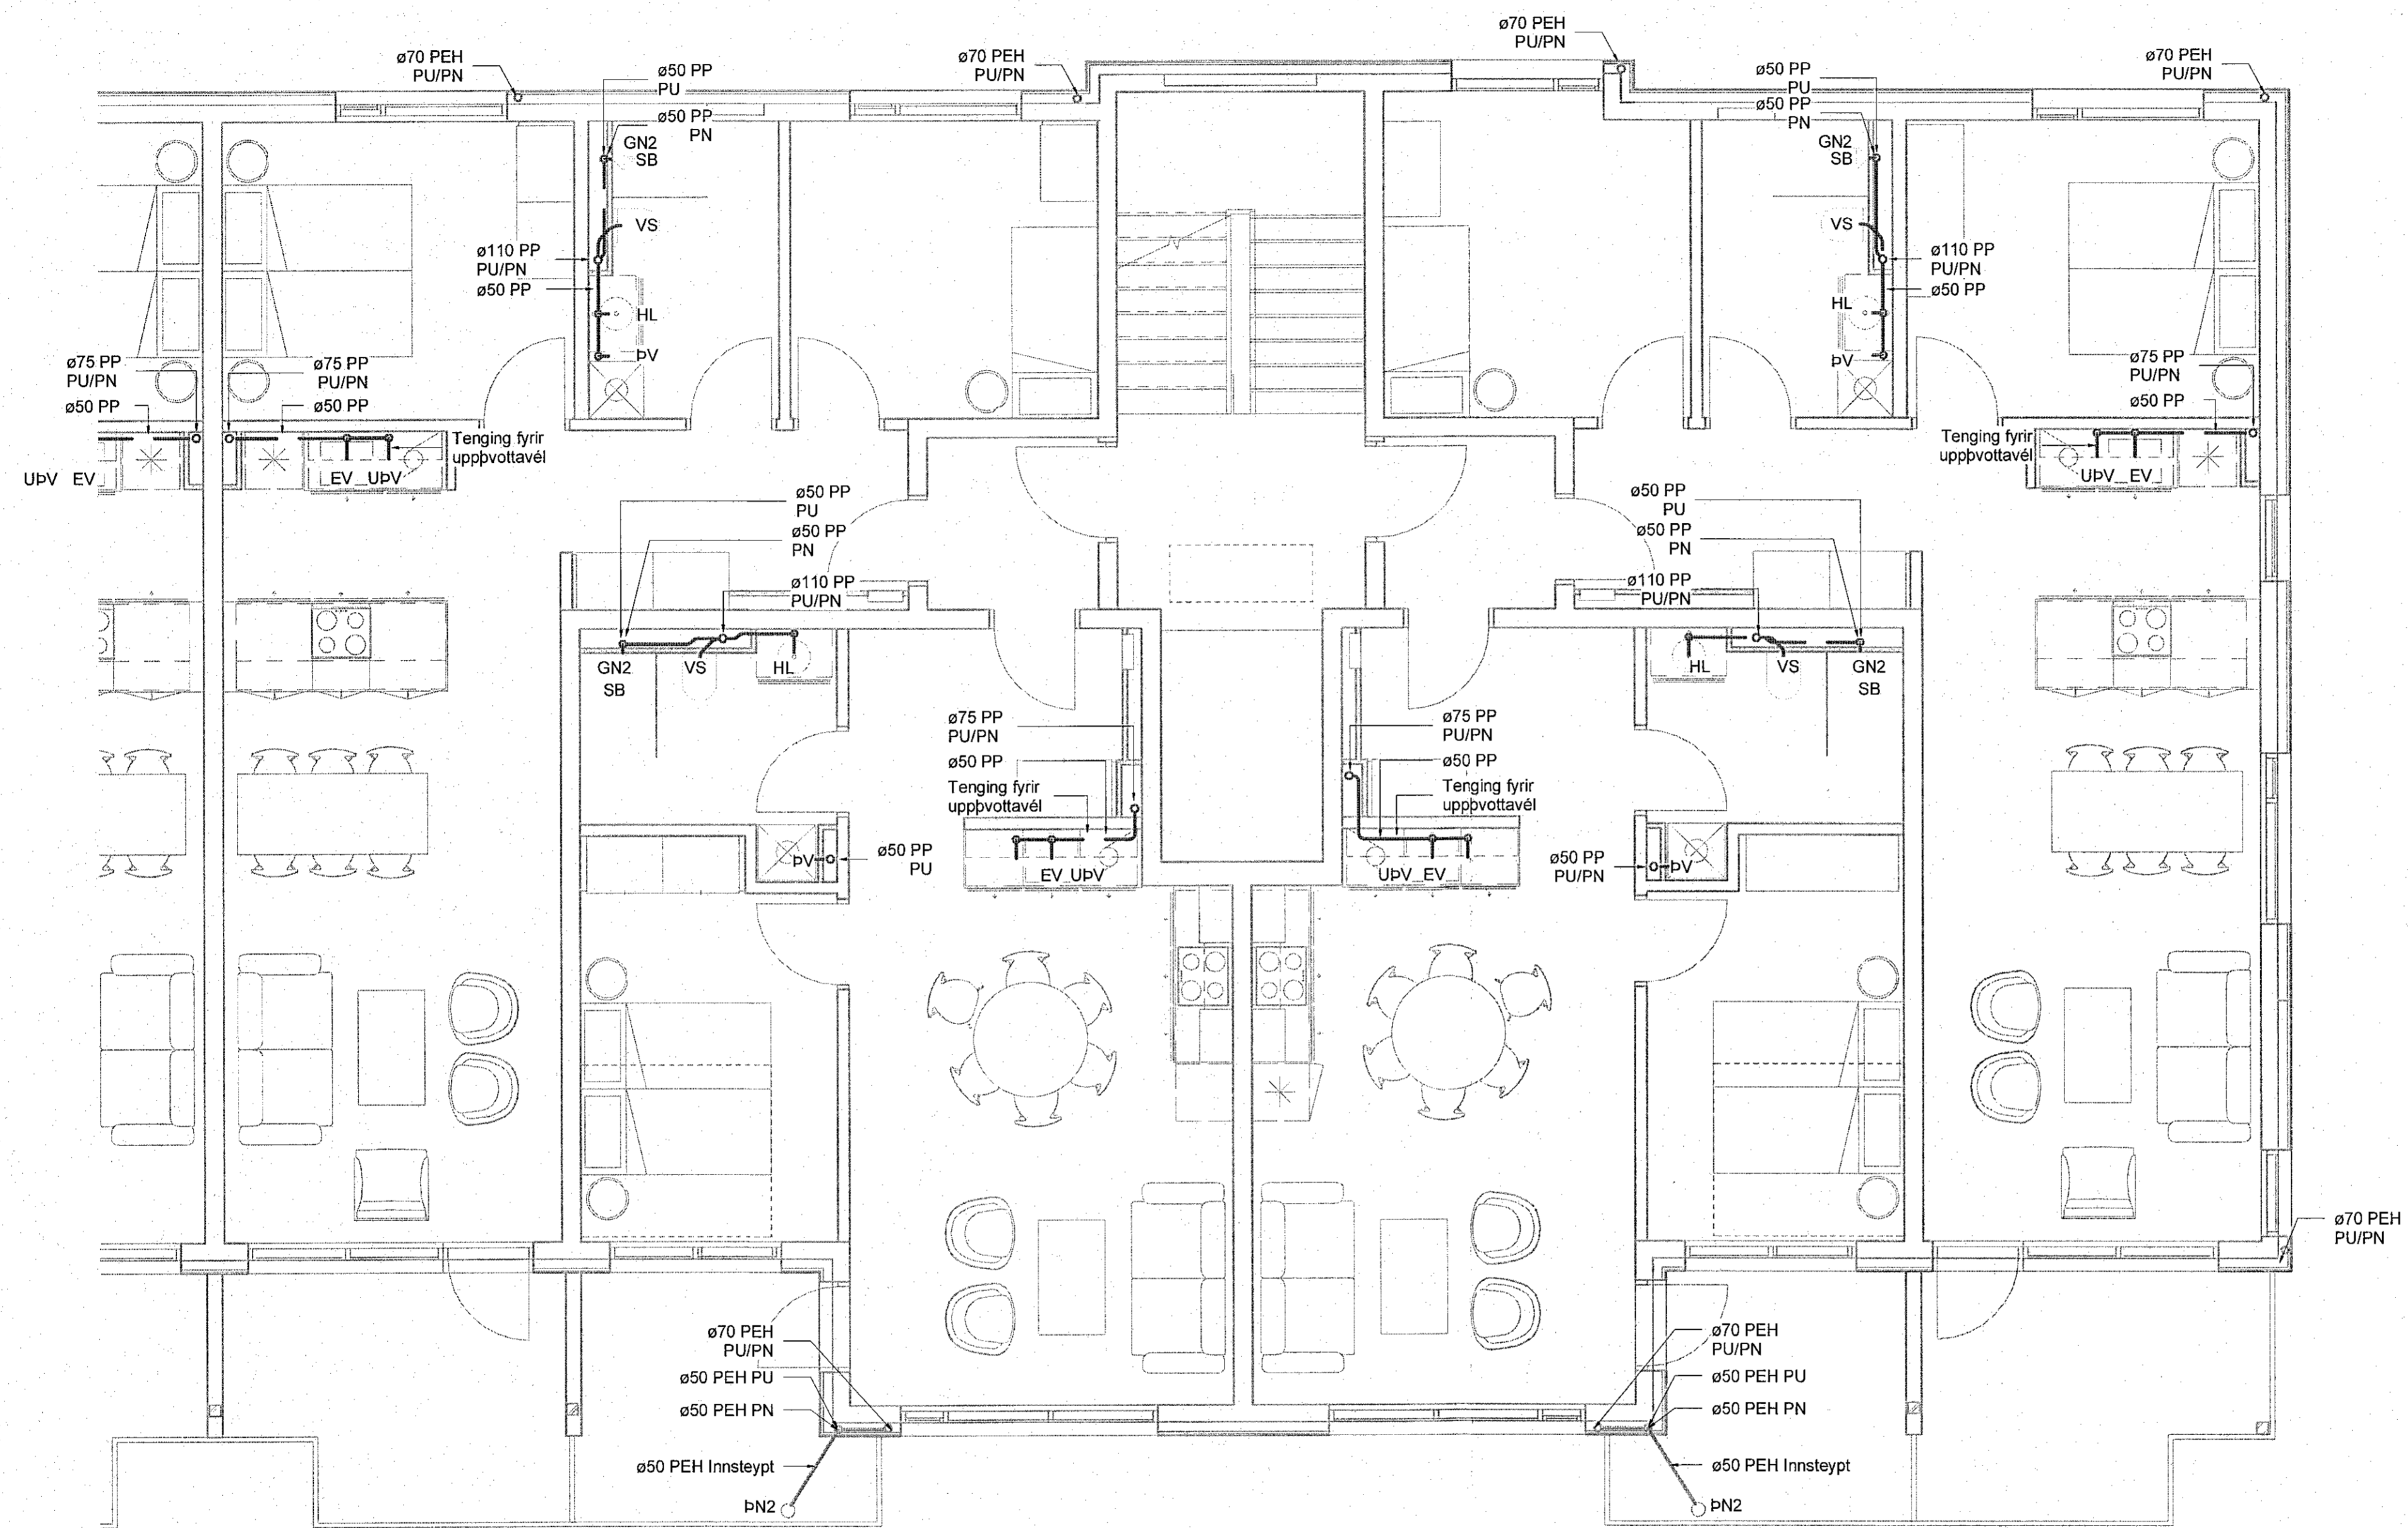 ø70 PEH
PU/PN
ø70 PEH
PU/PN
ø50 PP
PU
ø70 PEH
PU/PN
ø50 PP
PU
ø70 PEH
PU/PN
ø50 PP
PN
ø50 PP
PN
GN2
SB
GN2
SB
VS
VS
ø110 PP
PU/PN
ø50 PP
ø110 PP
PU/PN
ø50 PP
HL
HL
ÞV
ÞV
ø75 PP
PU/PN
ø75 PP
PU/PN
ø75 PP
PU/PN
ø50 PP
ø50 PP
ø50 PP
Tenging fyrir
uppþvottavél
Tenging fyrir
uppþvottavél
UÞV EV
EV UÞV
UÞV EV
ø50 PP
PU
ø50 PP
PU
ø50 PP
PN
ø50 PP
PN
ø110 PP
PU/PN
ø110 PP
PU/PN
GN2
SB
VS
HL
HL
VS
GN2
SB
ø75 PP
PU/PN
ø75 PP
PU/PN
ø50 PP
ø50 PP
Tenging fyrir
uppþvottavél
Tenging fyrir
uppþvottavél
ÞV
ø50 PP
PU
EV UÞV
UÞV EV
ø50 PP
PU/PN
ÞV
ø70 PEH
PU/PN
ø70 PEH
PU/PN
ø50 PEH PU
ø50 PEH PN
ø70 PEH
PU/PN
ø50 PEH PU
ø50 PEH PN
ø50 PEH Innsteypt
ø50 PEH Innsteypt
ÞN2
ÞN2